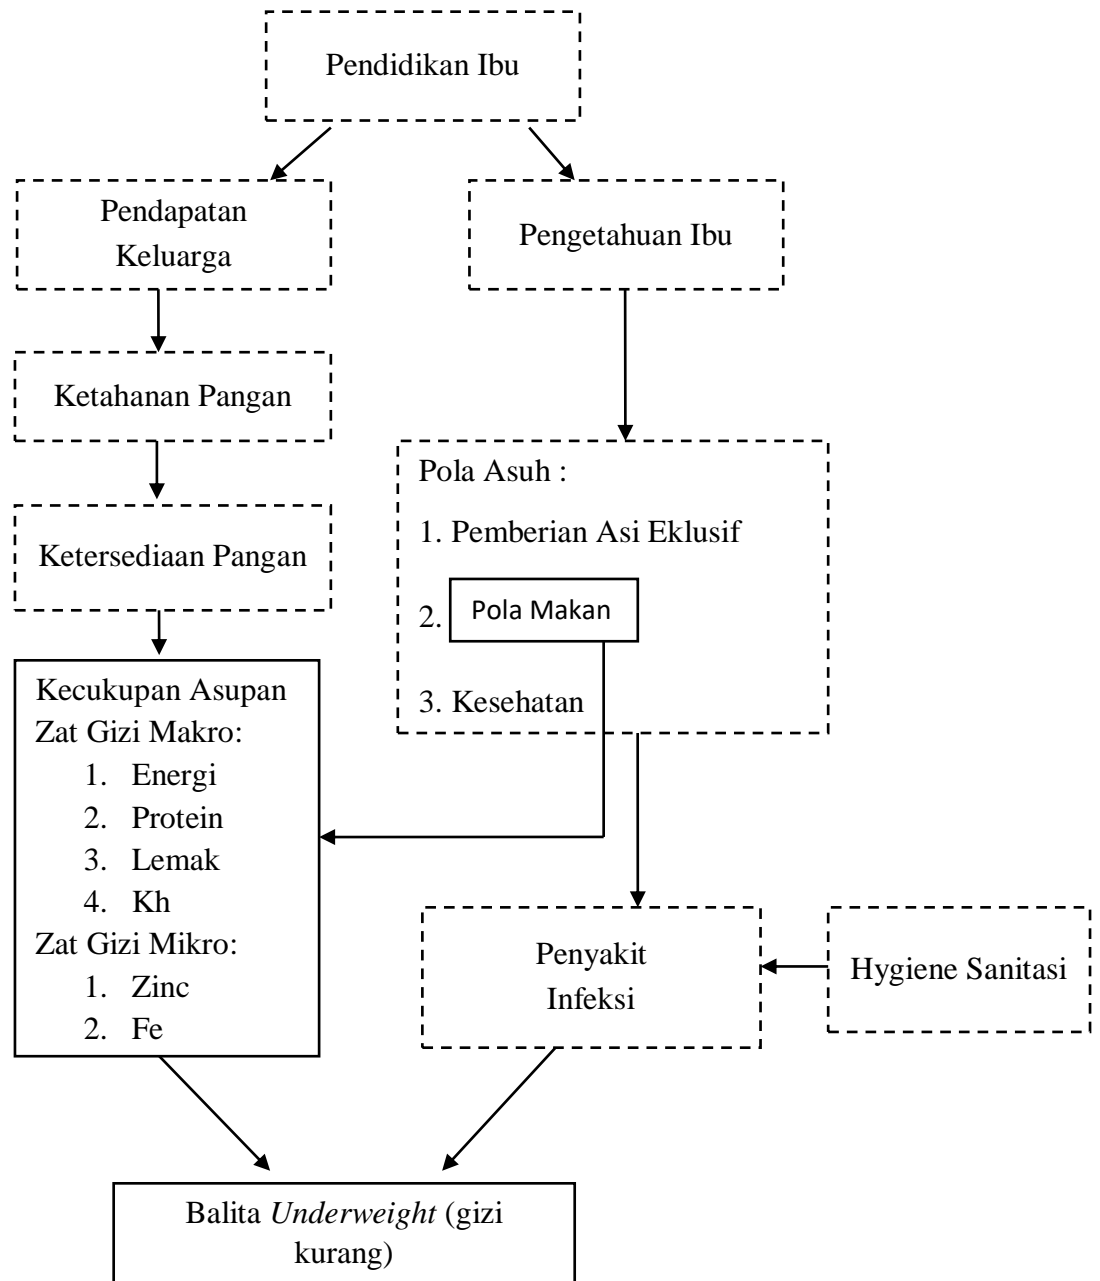 Pendidikan Ibu
Pendapatan
Keluarga
Pengetahuan Ibu
Ketahanan Pangan
Ketersediaan Pangan
Pola Asuh :
1. Pemberian Asi Eklusif
2. Pola Makan
3. Kesehatan
Kecukupan Asupan
Zat Gizi Makro:
1. Energi
2. Protein
3. Lemak
4. Kh
Zat Gizi Mikro:
1. Zinc
2. Fe
Penyakit
Infeksi
Hygiene Sanitasi
Balita Underweight (gizi
kurang)